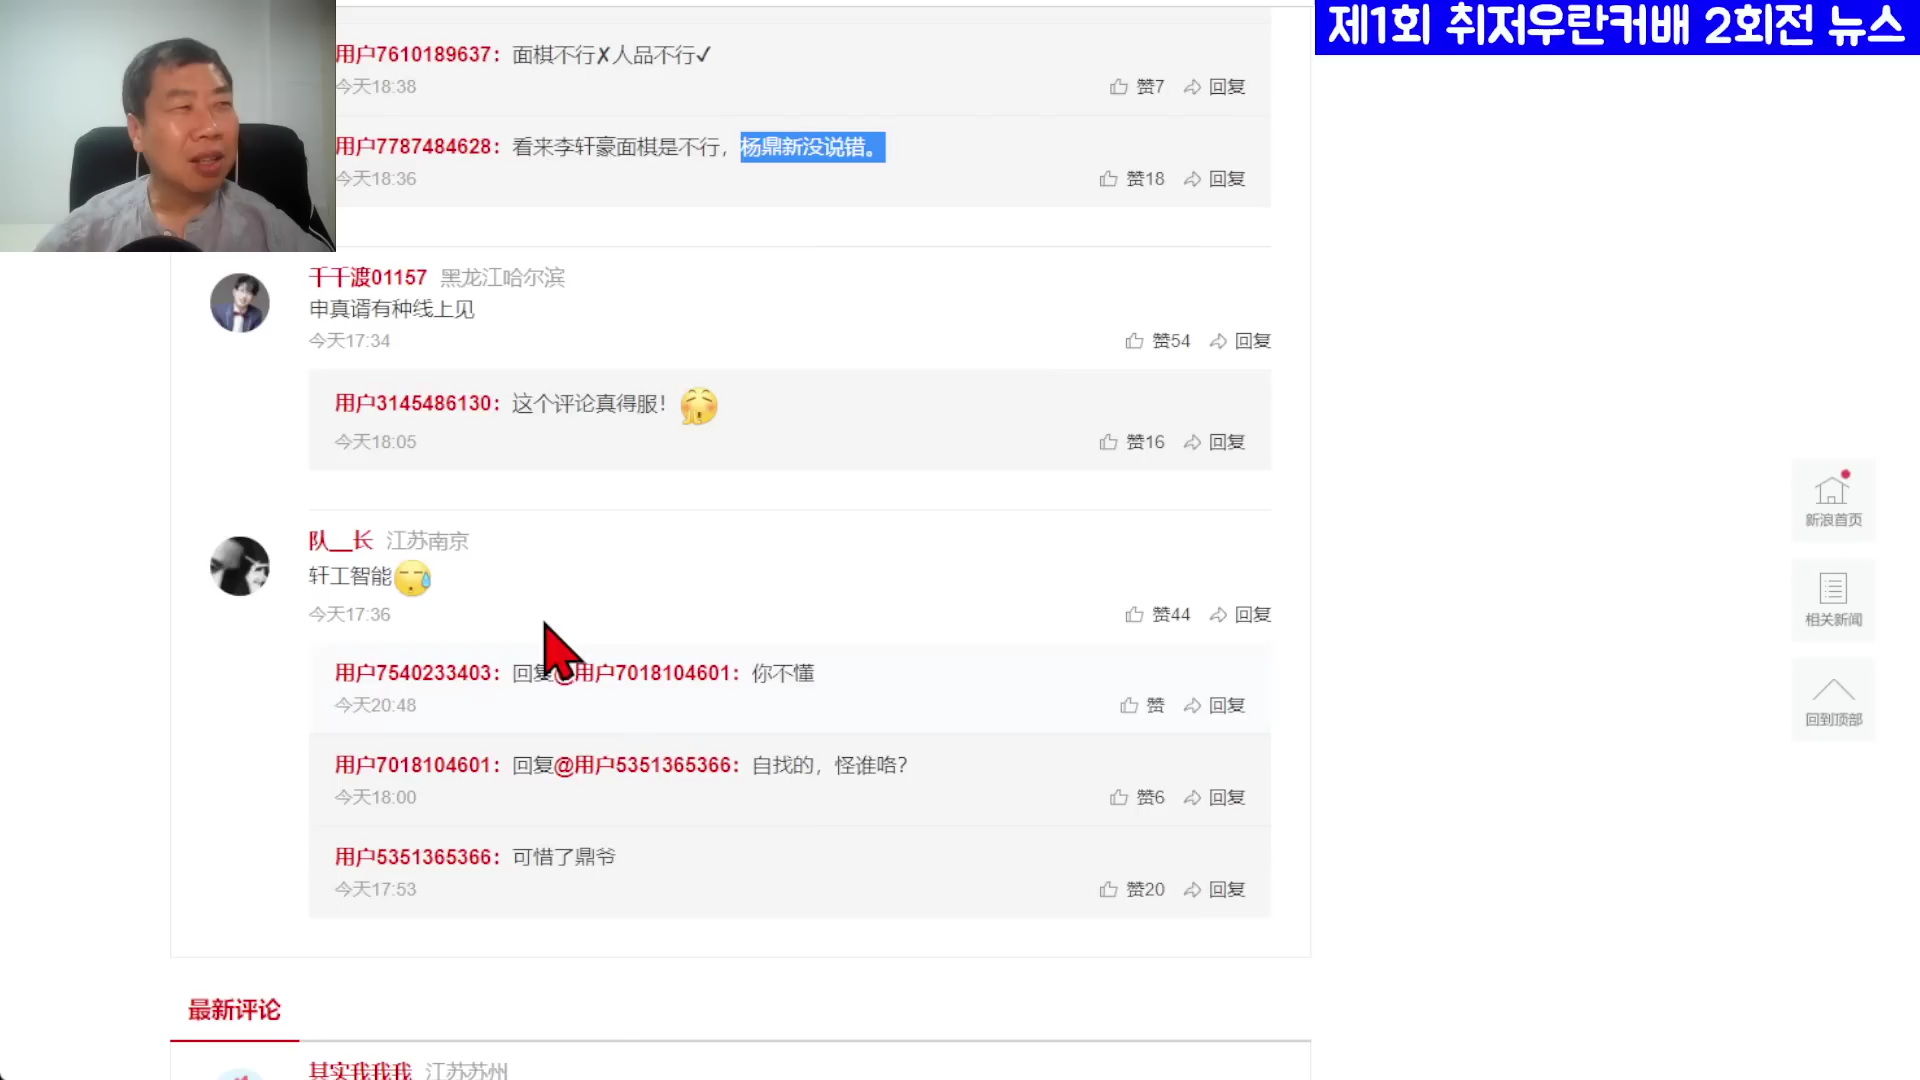 제1회 취저우란커배 2회전 뉴스
用户7610189637：面棋不行✗人品不行✓
今天18:38
赞7 回复
用户7787484628：看来李轩豪面棋是不行，杨鼎新没说错。
今天18:36
赞18 回复
千千渡01157 黑龙江哈尔滨
申真谞有种线上见
今天17:34
赞54 回复
用户3145486130：这个评论真得服！
今天18:05
赞16 回复
队__长 江苏南京
轩工智能
今天17:36
赞44 回复
用户7540233403：回复@用户7018104601：你不懂
今天20:48
赞 回复
用户7018104601：回复@用户5351365366：自找的，怪谁咯？
今天18:00
赞6 回复
用户5351365366：可惜了鼎爷
今天17:53
赞20 回复
新浪首页
相关新闻
回到顶部
最新评论
其实我我我 江苏苏州